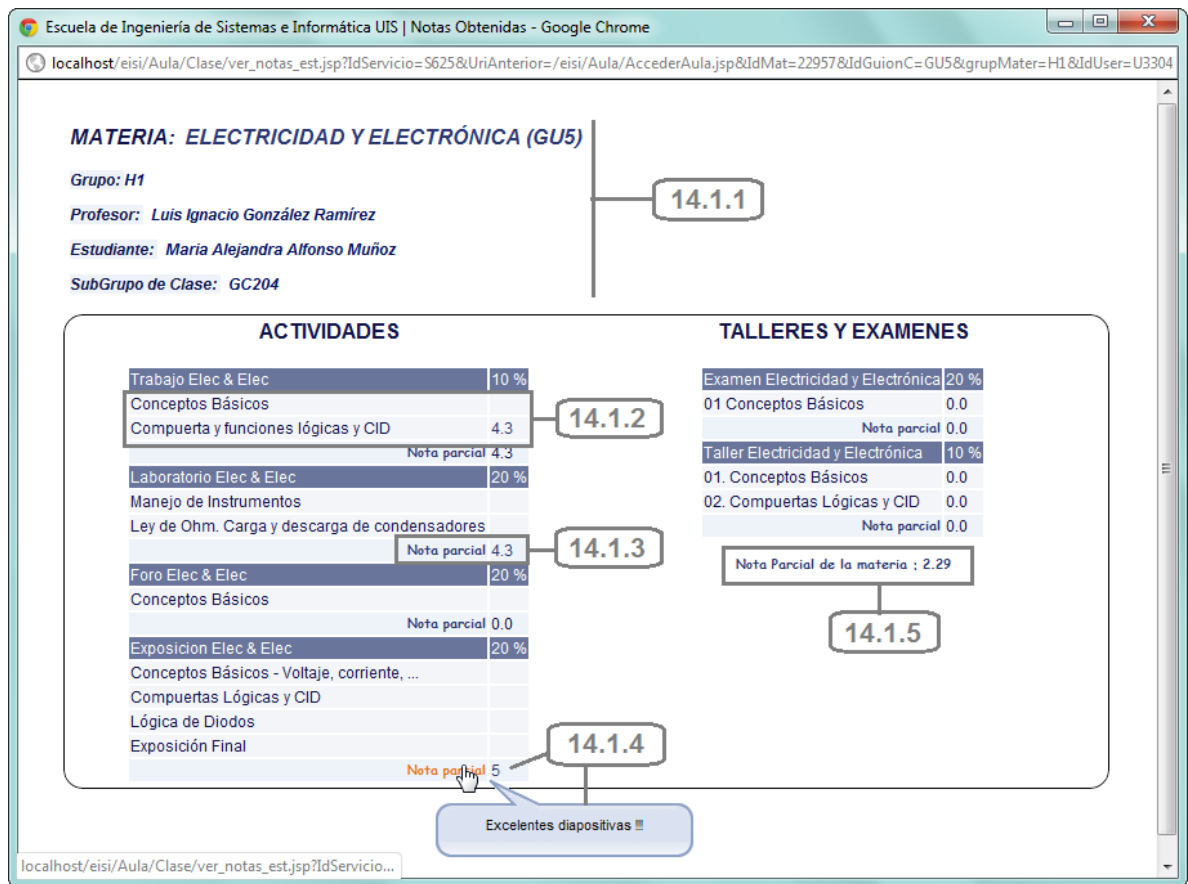 Escuela de Ingeniería de Sistemas e Informática UIS | Notas Obtenidas - Google Chrome
localhost/eisi/Aula/Clase/ver_notas_est.jsp?IdServicio=S625&UriAnterior=/eisi/Aula/AccederAula.jsp&IdMat=22957&IdGuionC=GU5&grupMater=H1&IdUser=U3304
MATERIA: ELECTRICIDAD Y ELECTRÓNICA (GU5)
Grupo: H1
14.1.1
Profesor: Luis Ignacio González Ramírez
Estudiante: Maria Alejandra Alfonso Muñoz
SubGrupo de Clase: GC204
ACTIVIDADES
Trabajo Elec & Elec 10 %
Conceptos Básicos
Compuerta y funciones lógicas y CID 4.3
14.1.2
Nota parcial 4.3
Laboratorio Elec & Elec 20 %
Manejo de Instrumentos
Ley de Ohm. Carga y descarga de condensadores
Nota parcial 4.3
14.1.3
Foro Elec & Elec 20 %
Conceptos Básicos
Nota parcial 0.0
Exposicion Elec & Elec 20 %
Conceptos Básicos - Voltaje, corriente, ...
Compuertas Lógicas y CID
Lógica de Diodos
Exposición Final
14.1.4
Nota parcial 5
Excelentes diapositivas !!!
TALLERES Y EXAMENES
Examen Electricidad y Electrónica 20 %
01 Conceptos Básicos 0.0
Nota parcial 0.0
Taller Electricidad y Electrónica 10 %
01. Conceptos Básicos 0.0
02. Compuertas Lógicas y CID 0.0
Nota parcial 0.0
Nota Parcial de la materia : 2.29
14.1.5
localhost/eisi/Aula/Clase/ver_notas_est.jsp?IdServicio...